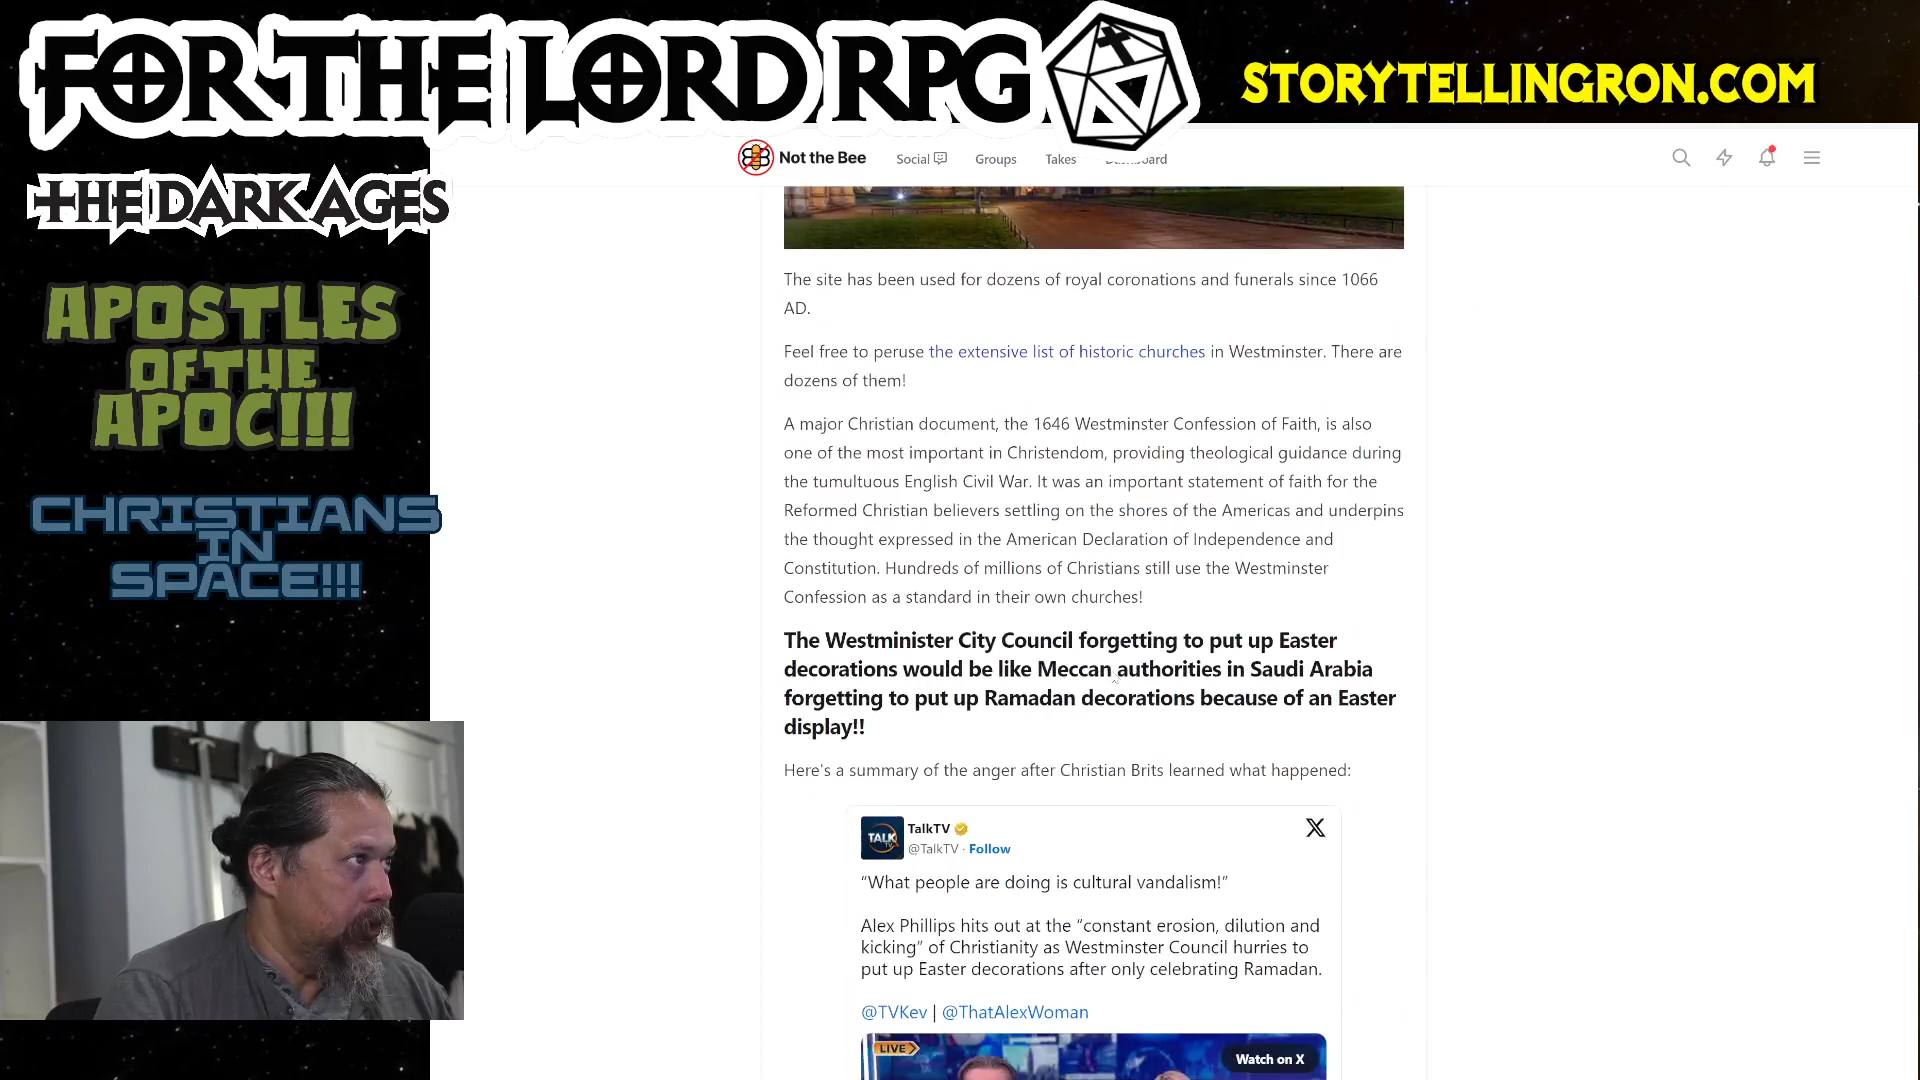 FOR THE LORD RPG
STORYTELLINGRON.COM
THE DARK AGES
APOSTLES
OF THE
APOC!!!
CHRISTIANS
IN
SPACE!!!
Not the Bee
Social
Groups
Takes
Dashboard
The site has been used for dozens of royal coronations and funerals since 1066
AD.
Feel free to peruse the extensive list of historic churches in Westminster. There are
dozens of them!
A major Christian document, the 1646 Westminster Confession of Faith, is also
one of the most important in Christendom, providing theological guidance during
the tumultuous English Civil War. It was an important statement of faith for the
Reformed Christian believers settling on the shores of the Americas and underpins
the thought expressed in the American Declaration of Independence and
Constitution. Hundreds of millions of Christians still use the Westminster
Confession as a standard in their own churches!
The Westminister City Council forgetting to put up Easter
decorations would be like Meccan authorities in Saudi Arabia
forgetting to put up Ramadan decorations because of an Easter
display!!
Here's a summary of the anger after Christian Brits learned what happened:
TALK TV
TalkTV
@TalkTV · Follow
“What people are doing is cultural vandalism!”
Alex Phillips hits out at the “constant erosion, dilution and
kicking” of Christianity as Westminster Council hurries to
put up Easter decorations after only celebrating Ramadan.
@TVKev | @ThatAlexWoman
LIVE
Watch on X